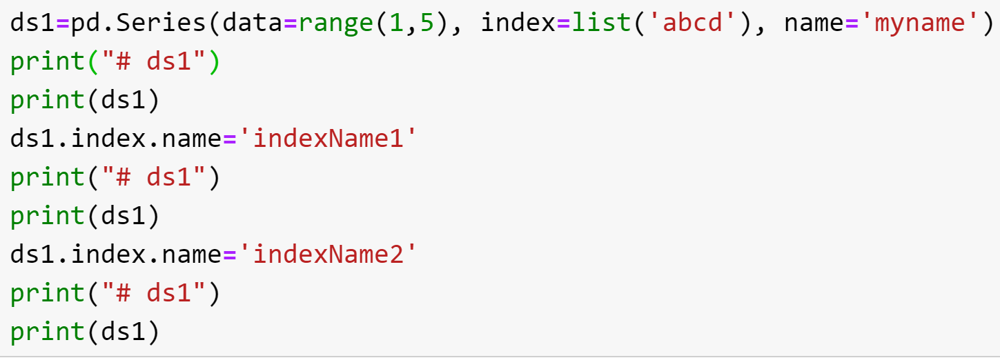 ds1=pd.Series(data=range(1,5), index=list('abcd'), name='myname')
print("# ds1")
print(ds1)
ds1.index.name='indexName1'
print("# ds1")
print(ds1)
ds1.index.name='indexName2'
print("# ds1")
print(ds1)